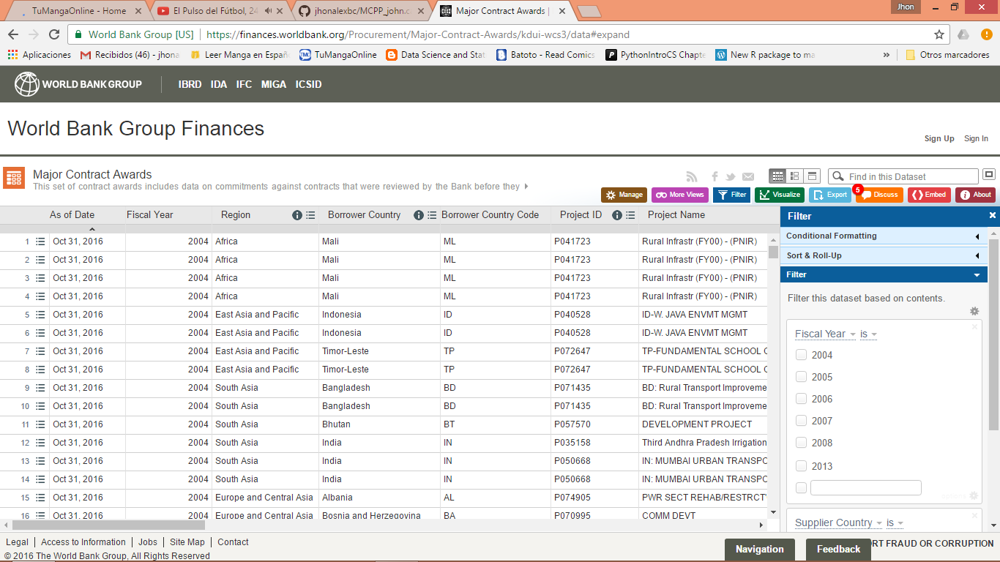 TuMangaOnline - Home
El Pulso del Fútbol, 24
jhonalexbc/MCPP_john.c
Major Contract Awards |
Jhon
World Bank Group [US] https://finances.worldbank.org/Procurement/Major-Contract-Awards/kdui-wcs3/data#expand
Aplicaciones
Recibidos (46) - jhona
Leer Manga en Españ
TuMangaOnline
Data Science and Stat
Batoto - Read Comics
PythonIntroCS Chapte
New R package to ma
»
Otros marcadores
WORLD BANK GROUP
IBRD IDA IFC MIGA ICSID
World Bank Group Finances
Sign Up Sign In
Major Contract Awards
This set of contract awards includes data on commitments against contracts that were reviewed by the Bank before they
Find in this Dataset
Manage
More Views
Filter
Visualize
Export
5
Discuss
Embed
About
As of Date Fiscal Year Region Borrower Country Borrower Country Code Project ID Project Name
1 Oct 31, 2016 2004 Africa Mali ML P041723 Rural Infrastr (FY00) - (PNIR)
2 Oct 31, 2016 2004 Africa Mali ML P041723 Rural Infrastr (FY00) - (PNIR)
3 Oct 31, 2016 2004 Africa Mali ML P041723 Rural Infrastr (FY00) - (PNIR)
4 Oct 31, 2016 2004 Africa Mali ML P041723 Rural Infrastr (FY00) - (PNIR)
5 Oct 31, 2016 2004 East Asia and Pacific Indonesia ID P040528 ID-W. JAVA ENVMT MGMT
6 Oct 31, 2016 2004 East Asia and Pacific Indonesia ID P040528 ID-W. JAVA ENVMT MGMT
7 Oct 31, 2016 2004 East Asia and Pacific Timor-Leste TP P072647 TP-FUNDAMENTAL SCHOOL C
8 Oct 31, 2016 2004 East Asia and Pacific Timor-Leste TP P072647 TP-FUNDAMENTAL SCHOOL C
9 Oct 31, 2016 2004 South Asia Bangladesh BD P071435 BD: Rural Transport Improveme
10 Oct 31, 2016 2004 South Asia Bangladesh BD P071435 BD: Rural Transport Improveme
11 Oct 31, 2016 2004 South Asia Bhutan BT P057570 DEVELOPMENT PROJECT
12 Oct 31, 2016 2004 South Asia India IN P035158 Third Andhra Pradesh Irrigation
13 Oct 31, 2016 2004 South Asia India IN P050668 IN: MUMBAI URBAN TRANSPO
14 Oct 31, 2016 2004 South Asia India IN P050668 IN: MUMBAI URBAN TRANSPO
15 Oct 31, 2016 2004 Europe and Central Asia Albania AL P074905 PWR SECT REHAB/RESTRCT
16 Oct 31, 2016 2004 Europe and Central Asia Bosnia and Herzegovina BA P070995 COMM DEVT
Filter
Conditional Formatting
Sort & Roll-Up
Filter
Filter this dataset based on contents.
Fiscal Year is
2004
2005
2006
2007
2008
2013
Supplier Country is
Legal | Access to Information | Jobs | Site Map | Contact
© 2016 The World Bank Group, All Rights Reserved
Navigation
Feedback
RT FRAUD OR CORRUPTION